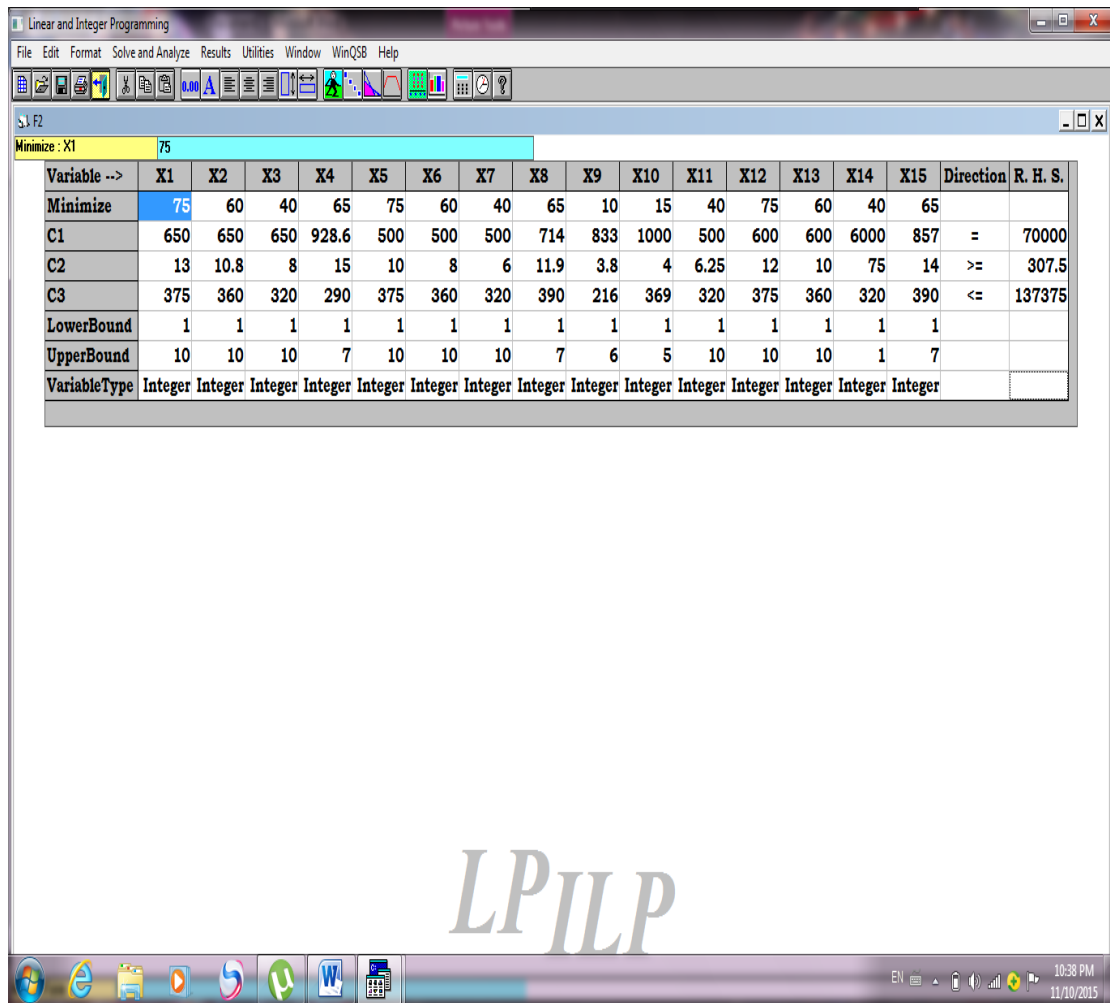 Linear and Integer Programming
File Edit Format Solve and Analyze Results Utilities Window WinQSB Help
0.00 A
F2
Minimize : X1 75
Variable --> X1 X2 X3 X4 X5 X6 X7 X8 X9 X10 X11 X12 X13 X14 X15 Direction R. H. S.
Minimize 75 60 40 65 75 60 40 65 10 15 40 75 60 40 65
C1 650 650 650 928.6 500 500 500 714 833 1000 500 600 600 6000 857 = 70000
C2 13 10.8 8 15 10 8 6 11.9 3.8 4 6.25 12 10 75 14 >= 307.5
C3 375 360 320 290 375 360 320 390 216 369 320 375 360 320 390 <= 137375
LowerBound 1 1 1 1 1 1 1 1 1 1 1 1 1 1 1
UpperBound 10 10 10 7 10 10 10 7 6 5 10 10 10 1 7
VariableType Integer Integer Integer Integer Integer Integer Integer Integer Integer Integer Integer Integer Integer Integer Integer
LPILP
EN 10:38 PM
11/10/2015